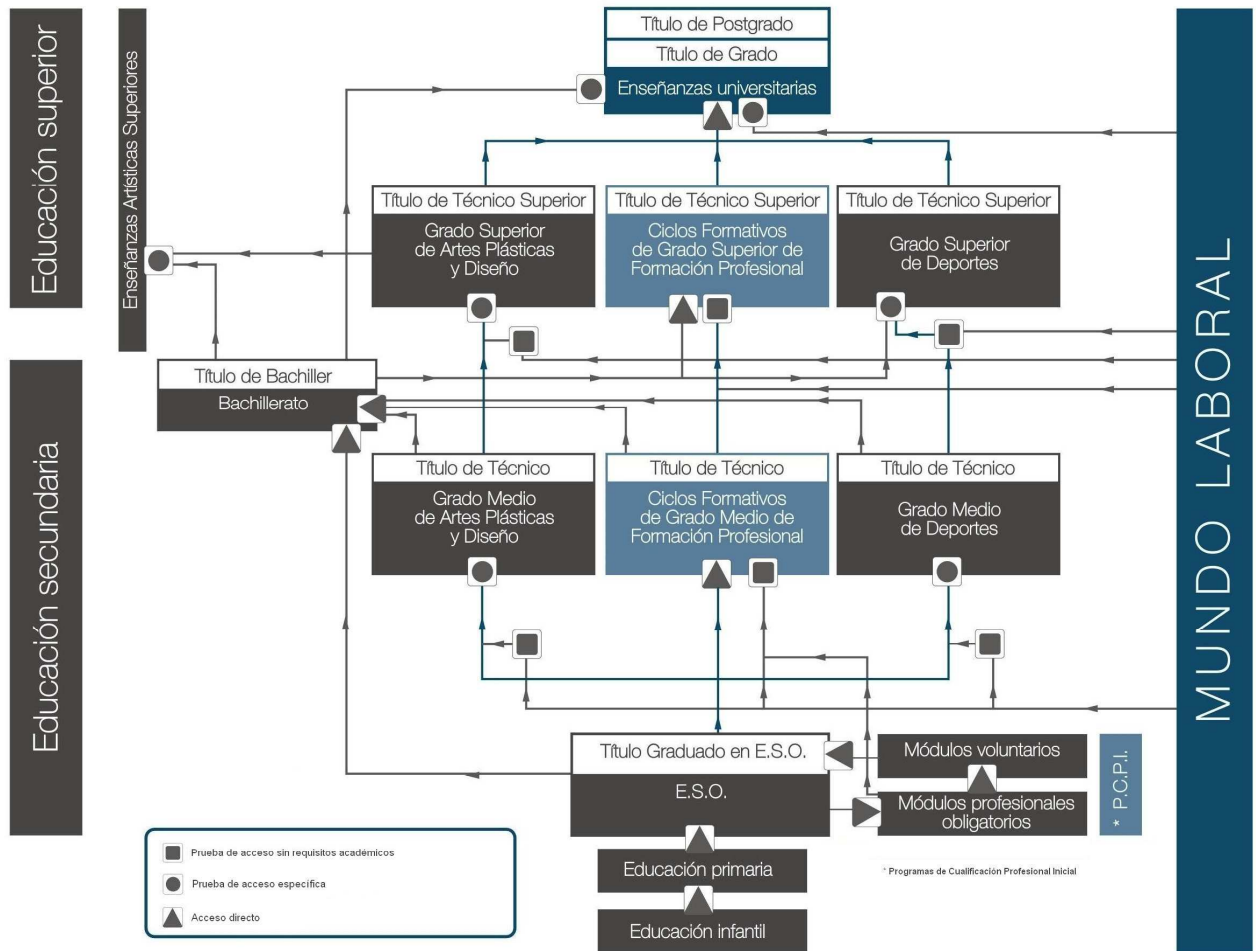 Educación superior
Enseñanzas Artísticas Superiores
Título de Postgrado
Título de Grado
Enseñanzas universitarias
Título de Técnico Superior
Grado Superior
de Artes Plásticas
y Diseño
Título de Técnico Superior
Ciclos Formativos
de Grado Superior de
Formación Profesional
Título de Técnico Superior
Grado Superior
de Deportes
MUNDO LABORAL
Educación secundaria
Título de Bachiller
Bachillerato
Título de Técnico
Grado Medio
de Artes Plásticas
y Diseño
Título de Técnico
Ciclos Formativos
de Grado Medio de
Formación Profesional
Título de Técnico
Grado Medio
de Deportes
Título Graduado en E.S.O.
E.S.O.
Módulos voluntarios
Módulos profesionales
obligatorios
* P.C.P.I.
Educación primaria
Educación infantil
* Programas de Cualificación Profesional Inicial
Prueba de acceso sin requisitos académicos
Prueba de acceso específica
Acceso directo